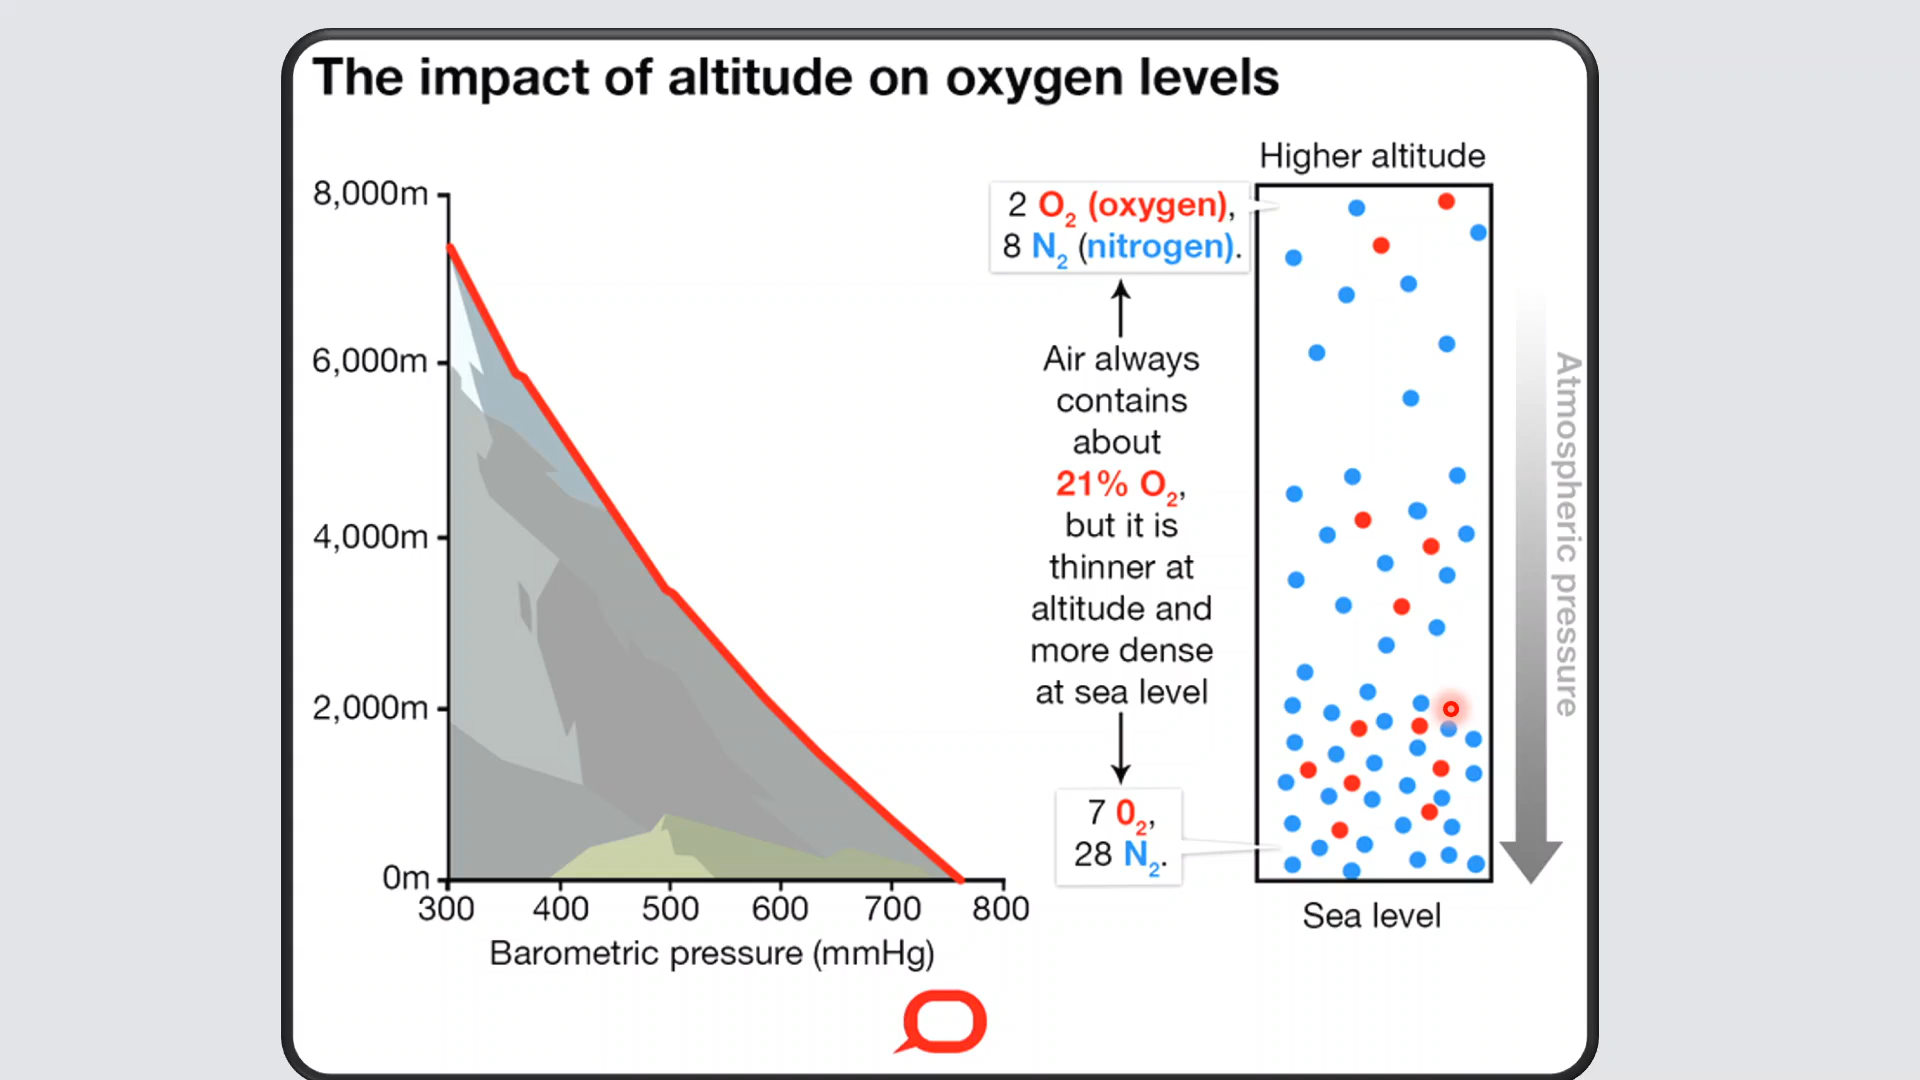 The impact of altitude on oxygen levels
8,000m
6,000m
4,000m
2,000m
0m
300 400 500 600 700 800
Barometric pressure (mmHg)
2 O₂ (oxygen),
8 N₂ (nitrogen).
Air always
contains
about
21% O₂,
but it is
thinner at
altitude and
more dense
at sea level
7 0₂,
28 N₂.
Higher altitude
Sea level
Atmospheric pressure